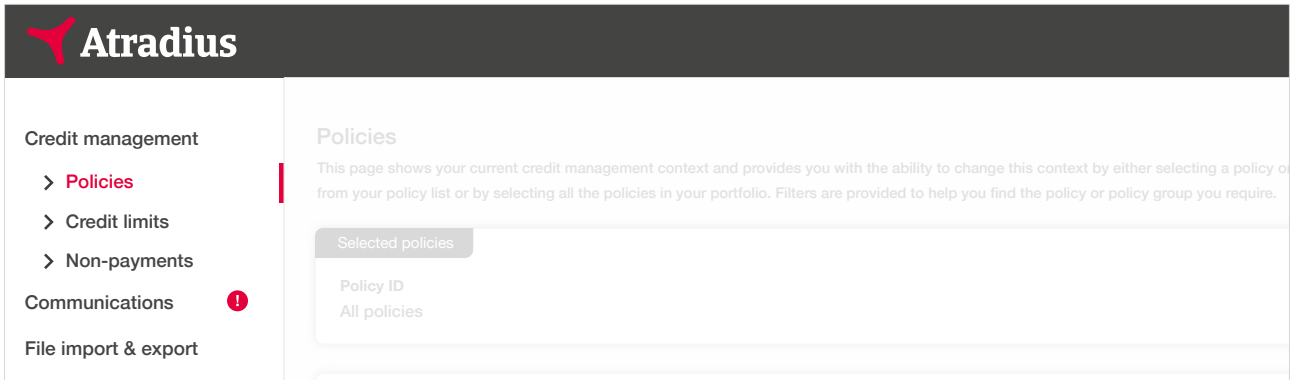 Atradius
Credit management
Policies
Credit limits
Non-payments
Communications
!
File import & export
Policies
This page shows your current credit management context and provides you with the ability to change this context by either selecting a policy or
from your policy list or by selecting all the policies in your portfolio. Filters are provided to help you find the policy or policy group you require.
Selected policies
Policy ID
All policies